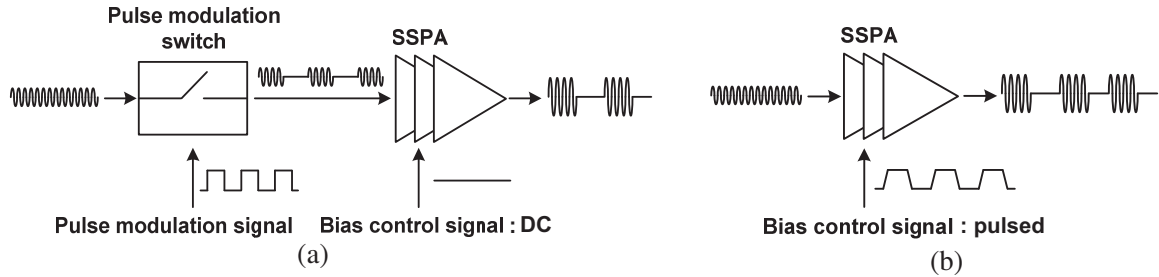 Pulse modulation
switch
SSPA
Pulse modulation signal
Bias control signal : DC
(a)
SSPA
Bias control signal : pulsed
(b)